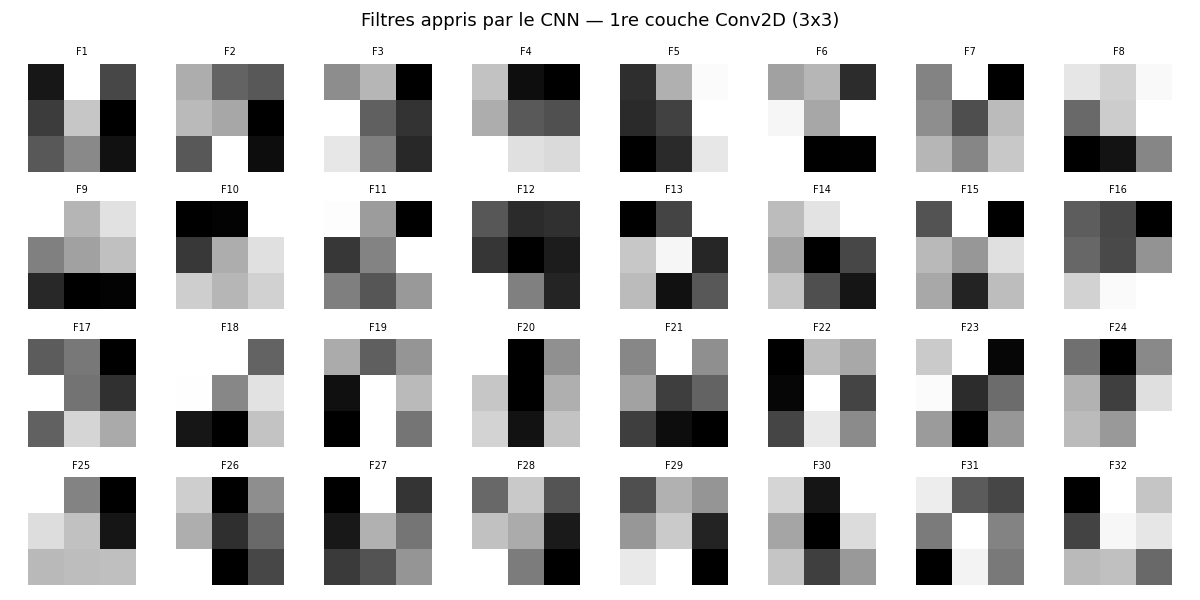 Filtres appris par le CNN — 1re couche Conv2D (3x3)
F1 F2 F3 F4 F5 F6 F7 F8
F9 F10 F11 F12 F13 F14 F15 F16
F17 F18 F19 F20 F21 F22 F23 F24
F25 F26 F27 F28 F29 F30 F31 F32